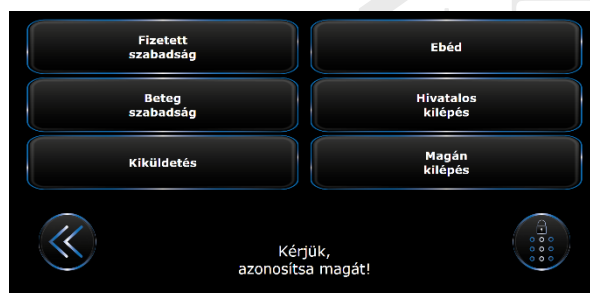 Fizetett
szabadság
Ebéd
Beteg
szabadság
Hivatalos
kilépés
Kiküldetés
Magán
kilépés
Kérjük,
azonosítsa magát!